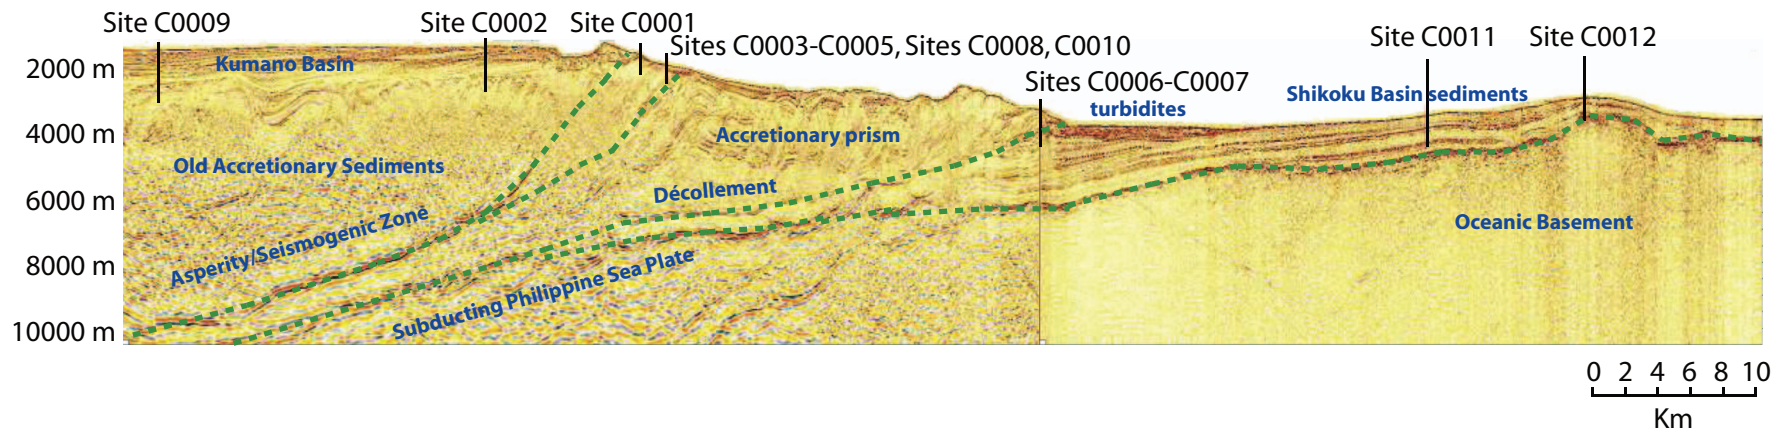 Site C0009
Site C0002
Site C0001
Sites C0003-C0005, Sites C0008, C0010
Site C0011
Site C0012
Sites C0006-C0007
2000 m
4000 m
6000 m
8000 m
10000 m
Kumano Basin
turbidites
Shikoku Basin sediments
Accretionary prism
Old Accretionary Sediments
Décollement
Asperity/Seismogenic Zone
Oceanic Basement
Subducting Philippine Sea Plate
0 2 4 6 8 10
Km